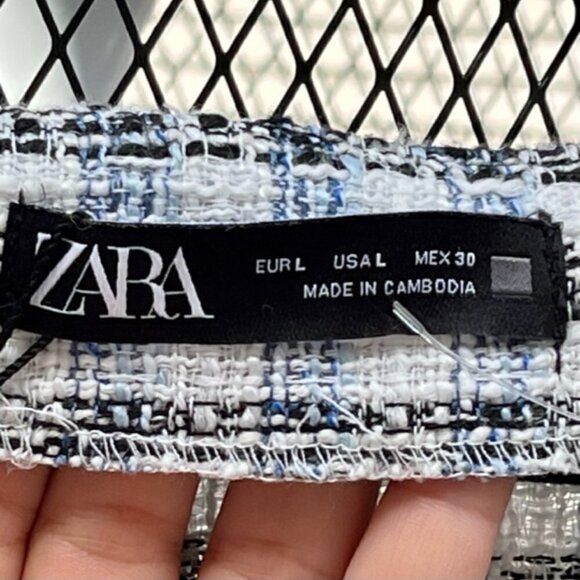 ZARA
EUR L USA L MEX 30
MADE IN CAMBODIA